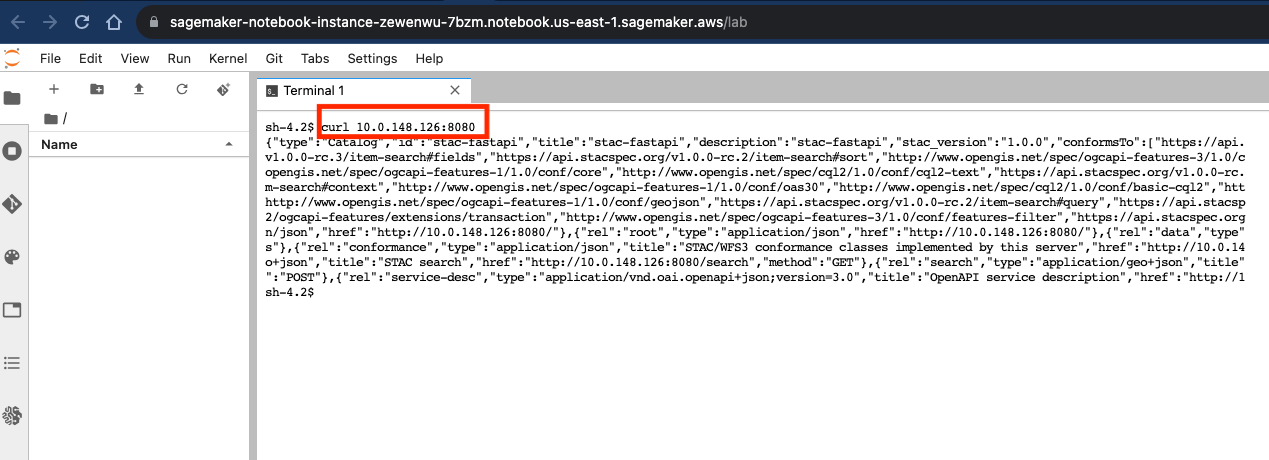 sagemaker-notebook-instance-zewenwu-7bzm.notebook.us-east-1.sagemaker.aws/lab
File Edit View Run Kernel Git Tabs Settings Help
Terminal 1
/
Name
sh-4.2$ curl 10.0.148.126:8080
{"type":"Catalog","id":"stac-fastapi","title":"stac-fastapi","description":"stac-fastapi","stac_version":"1.0.0","conformsTo":["https://api.
v1.0.0-rc.3/item-search#fields","https://api.stacspec.org/v1.0.0-rc.2/item-search#sort","http://www.opengis.net/spec/ogcapi-features-3/1.0/c
opengis.net/spec/ogcapi-features-1/1.0/conf/core","http://www.opengis.net/spec/cql2/1.0/conf/cql2-text","https://api.stacspec.org/v1.0.0-rc.
m-search#context","http://www.opengis.net/spec/ogcapi-features-1/1.0/conf/oas30","http://www.opengis.net/spec/cql2/1.0/conf/basic-cql2","htt
http://www.opengis.net/spec/ogcapi-features-1/1.0/conf/geojson","https://api.stacspec.org/v1.0.0-rc.2/item-search#query","https://api.stacsp
2/ogcapi-features/extensions/transaction","http://www.opengis.net/spec/ogcapi-features-3/1.0/conf/features-filter","https://api.stacspec.org
n/json","href":"http://10.0.148.126:8080/"},{"rel":"root","type":"application/json","href":"http://10.0.148.126:8080/"},{"rel":"data","type"
s"},{"rel":"conformance","type":"application/json","title":"STAC/WFS3 conformance classes implemented by this server","href":"http://10.0.14
o+json","title":"STAC search","href":"http://10.0.148.126:8080/search","method":"GET"},{"rel":"search","type":"application/geo+json","title"
":"POST"},{"rel":"service-desc","type":"application/vnd.oai.openapi+json;version=3.0","title":"OpenAPI service description","href":"http://1
sh-4.2$